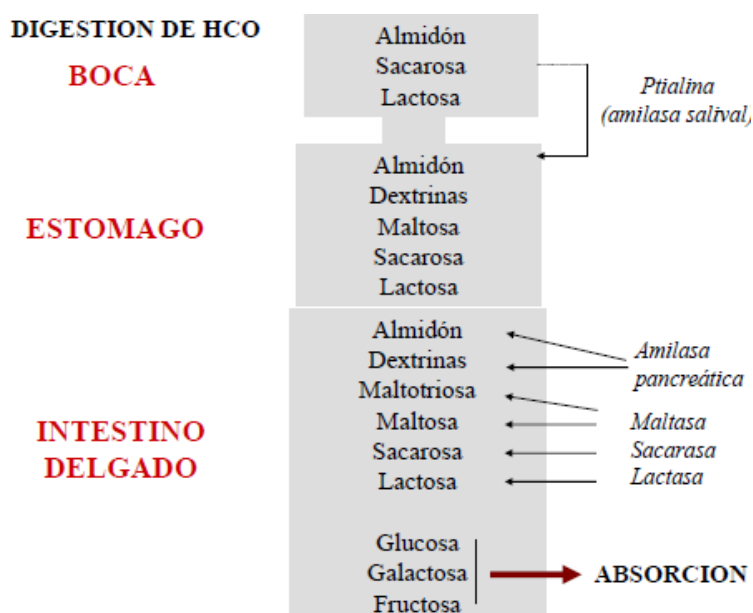 DIGESTION DE HCO
BOCA
Almidón
Sacarosa
Lactosa
Ptialina
(amilasa salival)
ESTOMAGO
Almidón
Dextrinas
Maltosa
Sacarosa
Lactosa
INTESTINO
DELGADO
Almidón
Dextrinas
Maltotriosa
Maltosa
Sacarosa
Lactosa
Amilasa
pancreática
Maltasa
Sacarasa
Lactasa
Glucosa
Galactosa
Fructosa
ABSORCION